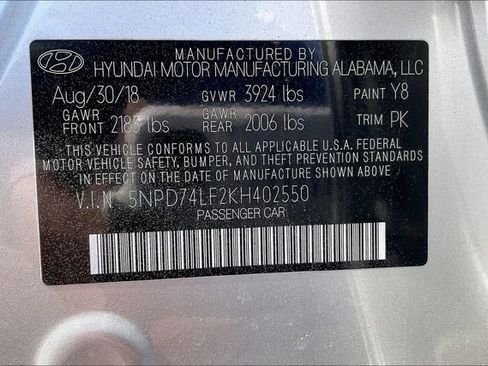 MANUFACTURED BY
HYUNDAI MOTOR MANUFACTURING ALABAMA, LLC
Aug/30/18 GVWR 3924 lbs PAINT Y8
GAWR FRONT 2183 lbs GAWR REAR 2006 lbs TRIM PK
THIS VEHICLE CONFORMS TO ALL APPLICABLE U.S.A. FEDERAL
MOTOR VEHICLE SAFETY, BUMPER, AND THEFT PREVENTION STANDARDS
IN EFFECT ON THE DATE OF MANUFACTURE SHOWN ABOVE.
V.I.N 5NPD74LF2KH402550
PASSENGER CAR